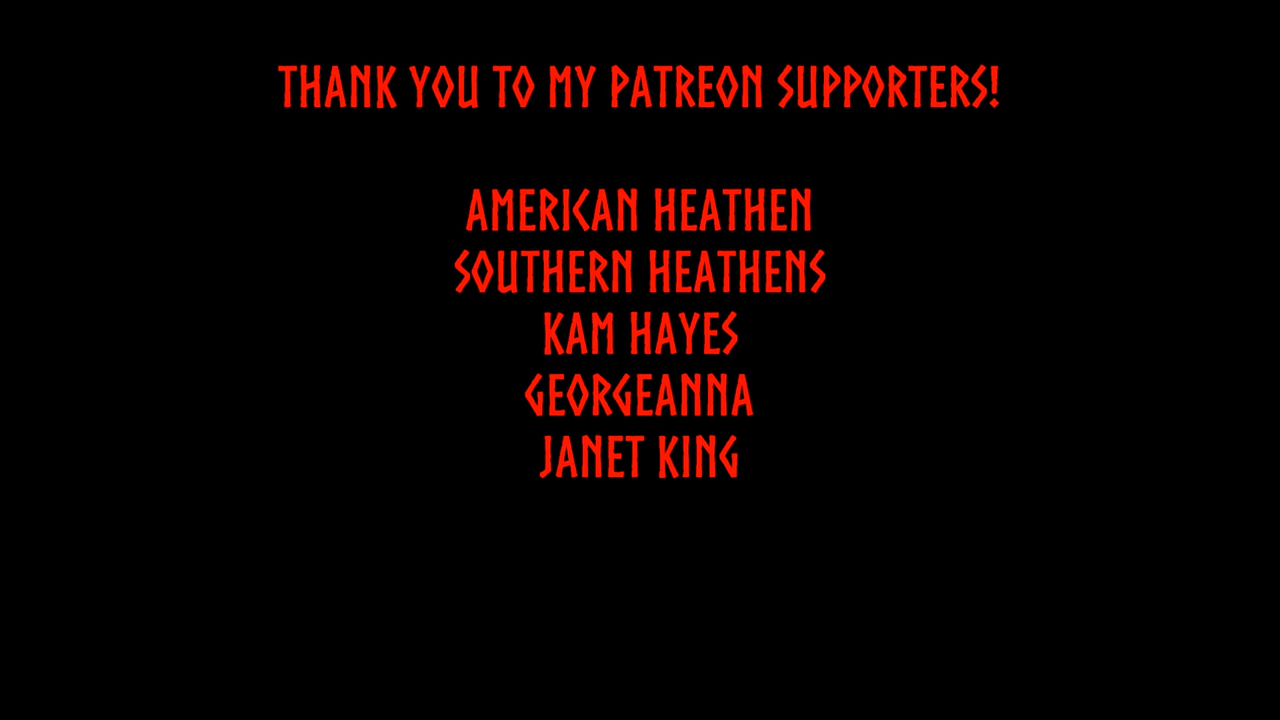 THANK YOU TO MY PATREON SUPPORTERS!
AMERICAN HEATHEN
SOUTHERN HEATHENS
KAM HAYES
GEORGEANNA
JANET KING